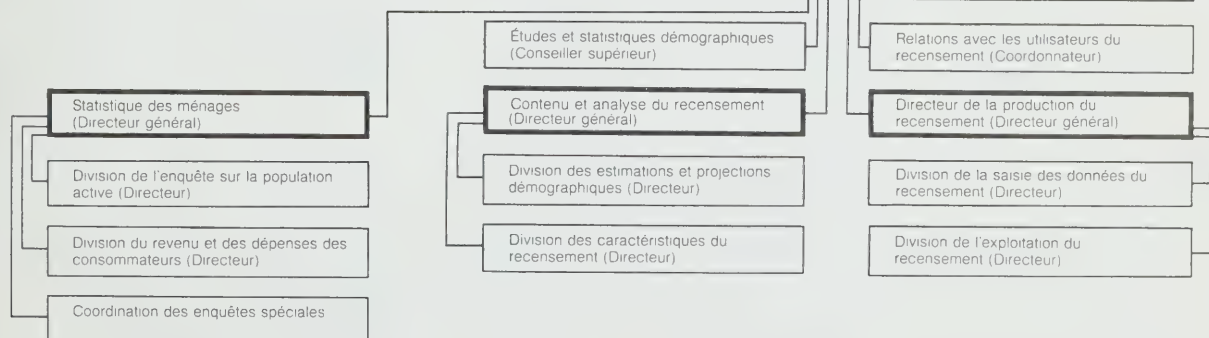 Études et statistiques démographiques
(Conseiller supérieur)
Relations avec les utilisateurs du
recensement (Coordonnateur)
Statistique des ménages
(Directeur général)
Contenu et analyse du recensement
(Directeur général)
Directeur de la production du
recensement (Directeur général)
Division de l'enquête sur la population
active (Directeur)
Division des estimations et projections
démographiques (Directeur)
Division de la saisie des données du
recensement (Directeur)
Division du revenu et des dépenses des
consommateurs (Directeur)
Division des caractéristiques du
recensement (Directeur)
Division de l'exploitation du
recensement (Directeur)
Coordination des enquêtes spéciales